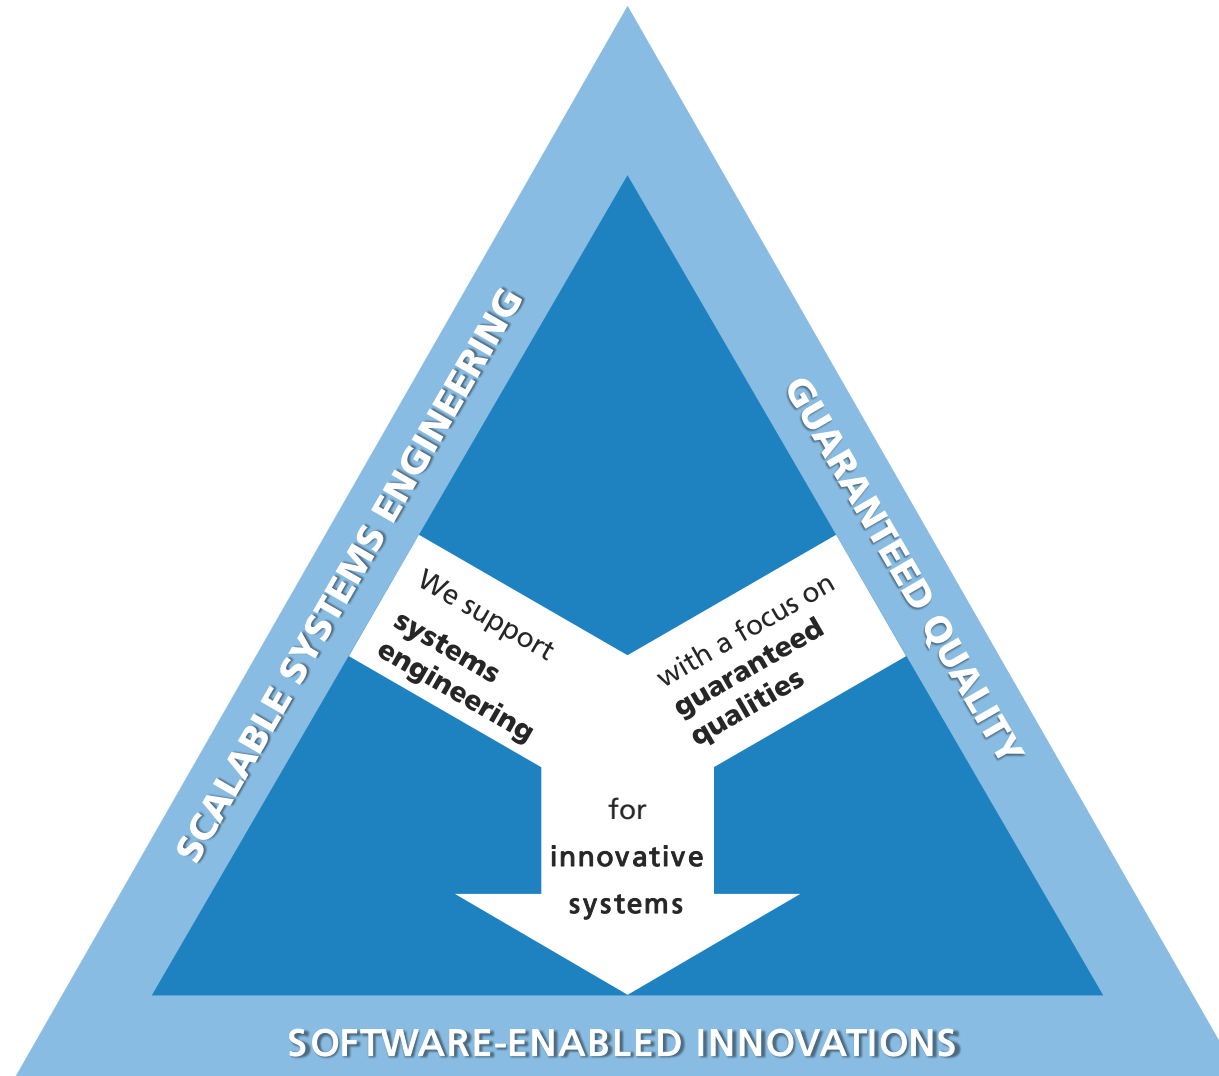 SCALABLE SYSTEMS ENGINEERING
GUARANTEED QUALITY
We support
systems
engineering
with a focus on
guaranteed
qualities
for
innovative
systems
SOFTWARE-ENABLED INNOVATIONS